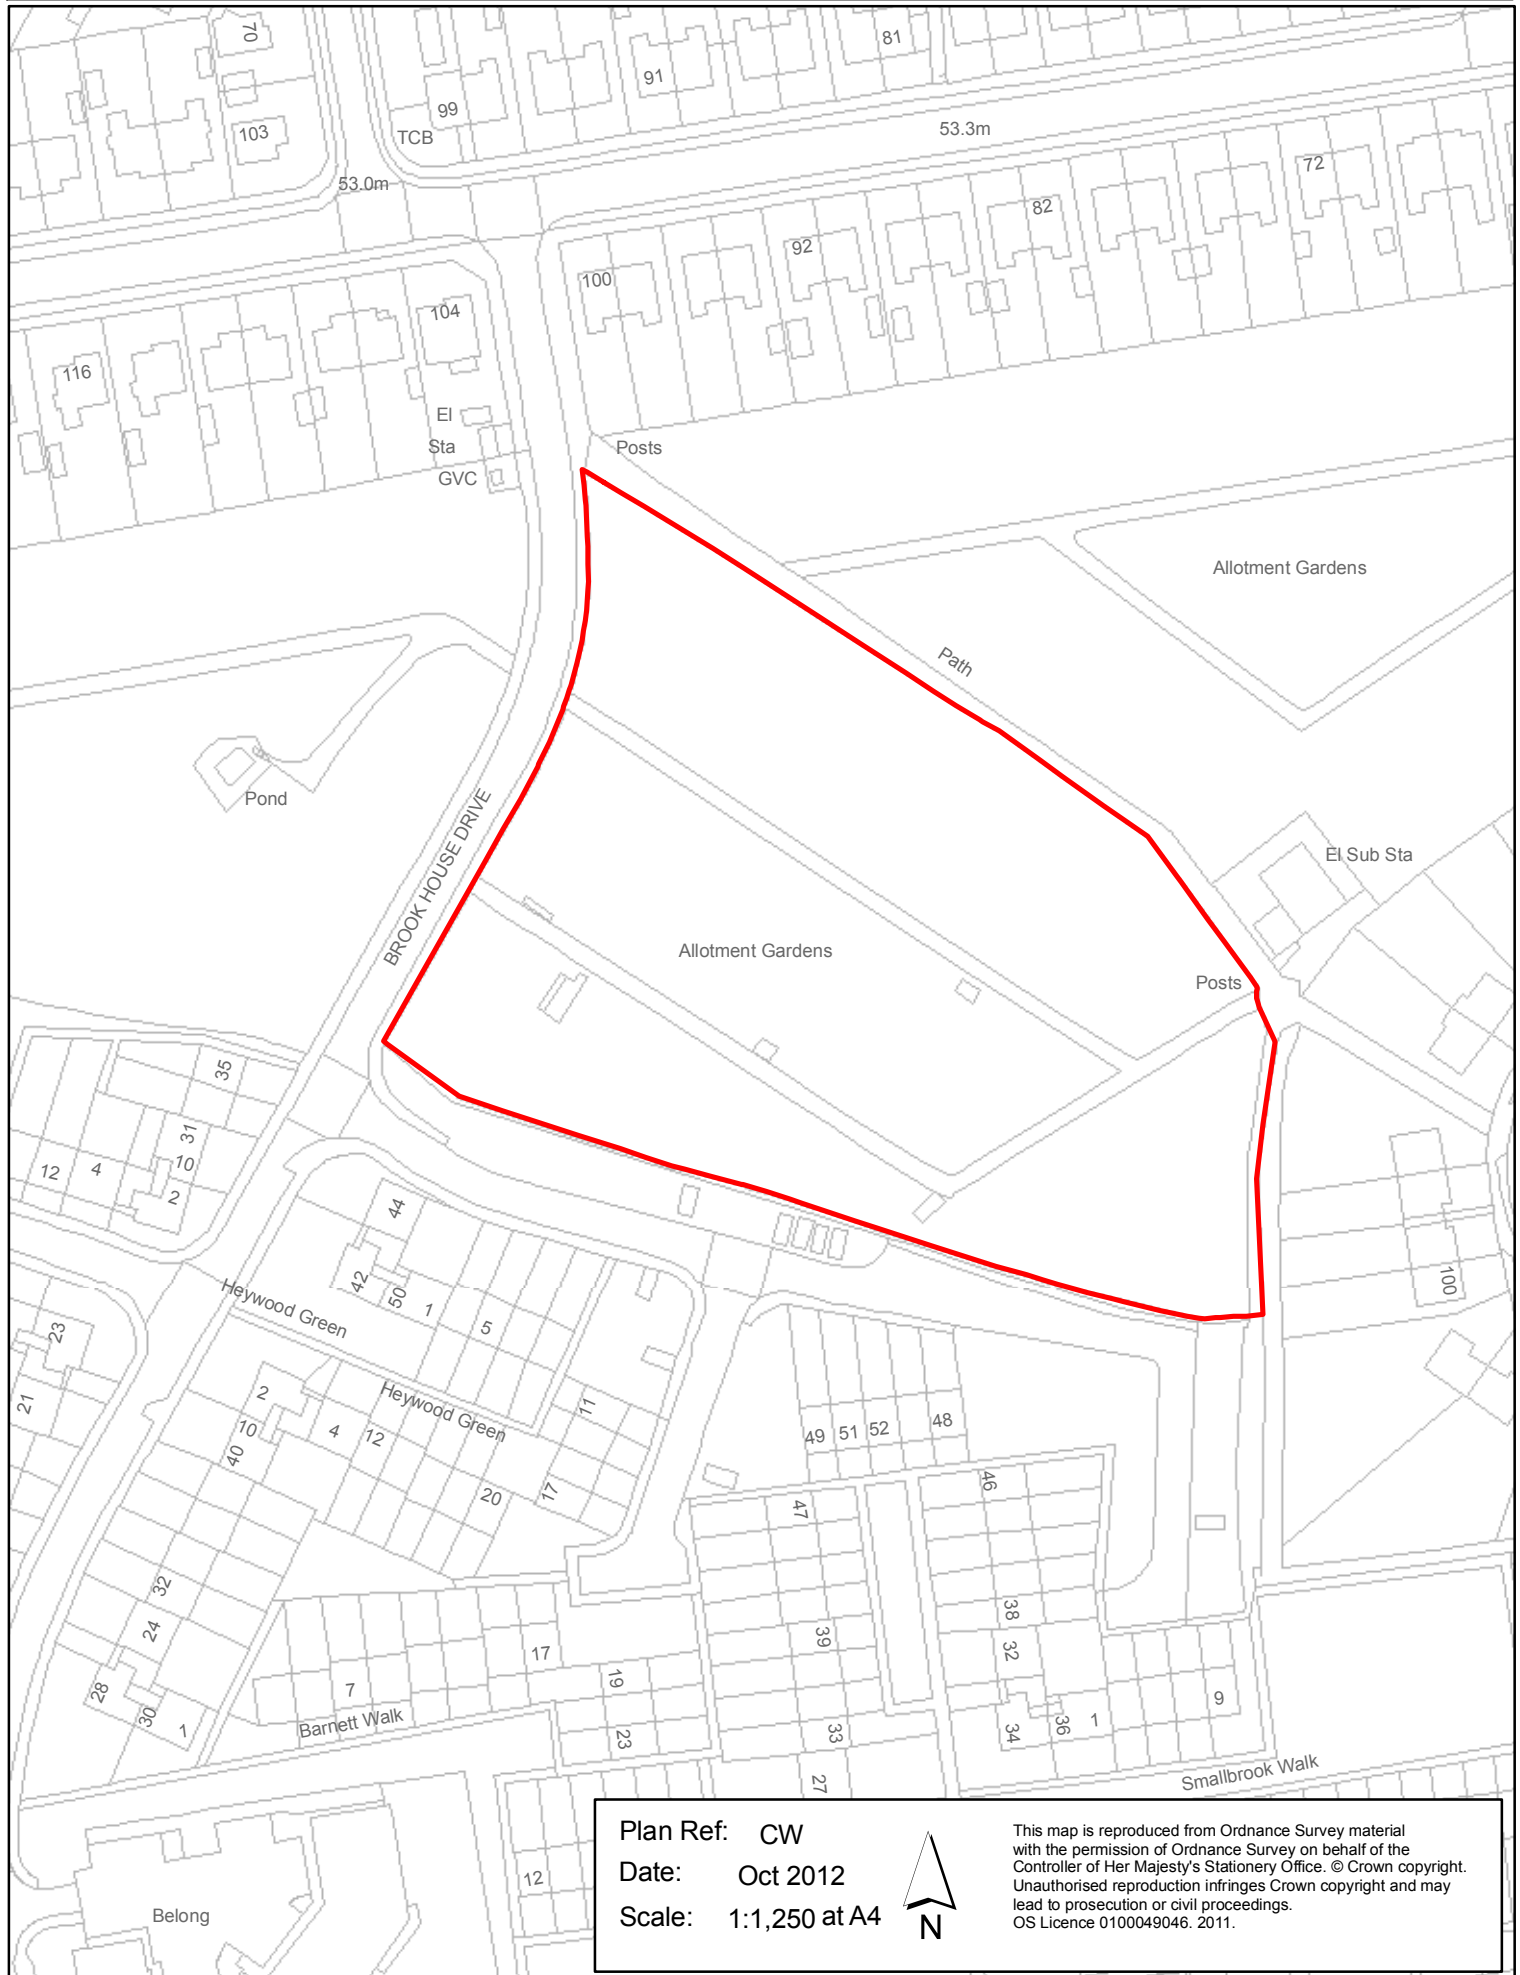 70
81
91
99
TCB
103
53.3m
53.0m
72
82
92
100
104
116
El
Sta
GVC
Posts
Allotment Gardens
Path
Pond
BROOK HOUSE DRIVE
El Sub Sta
Allotment Gardens
Posts
35
31
10
12
4
2
44
42
50
1
5
Heywood Green
100
23
21
2
10
40
4
12
Heywood Green
11
20
17
49
51
52
48
46
47
32
24
28
30
1
7
17
19
23
39
33
27
38
32
34
36
1
9
Barnett Walk
Smallbrook Walk
12
Belong
Plan Ref: CW
Date: Oct 2012
Scale: 1:1,250 at A4
N
This map is reproduced from Ordnance Survey material
with the permission of Ordnance Survey on behalf of the
Controller of Her Majesty's Stationery Office. © Crown copyright.
Unauthorised reproduction infringes Crown copyright and may
lead to prosecution or civil proceedings.
OS Licence 0100049046. 2011.